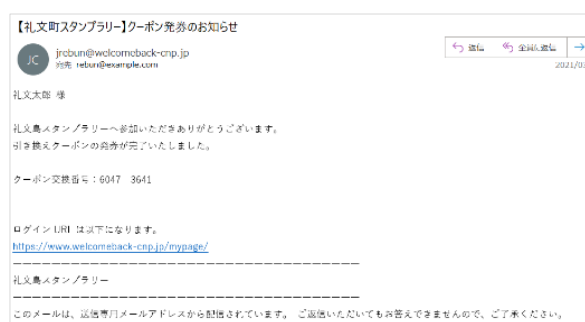 【礼文町スタンプラリー】クーポン発券のお知らせ
JC
jrebun@welcomeback-cnp.jp
宛先 rebun@example.com
返信
全員に返信
2021/0
礼文太郎 様
礼文島スタンプラリーへ参加いただきありがとうございます。
引き換えクーポンの発券が完了いたしました。
クーポン交換番号：6047 3641
ログイン URL は以下になります。
https://www.welcomeback-cnp.jp/mypage/
礼文島スタンプラリー
このメールは、送信専用メールアドレスから配信されています。 ご返信いただいてもお答えできませんので、ご了承ください。